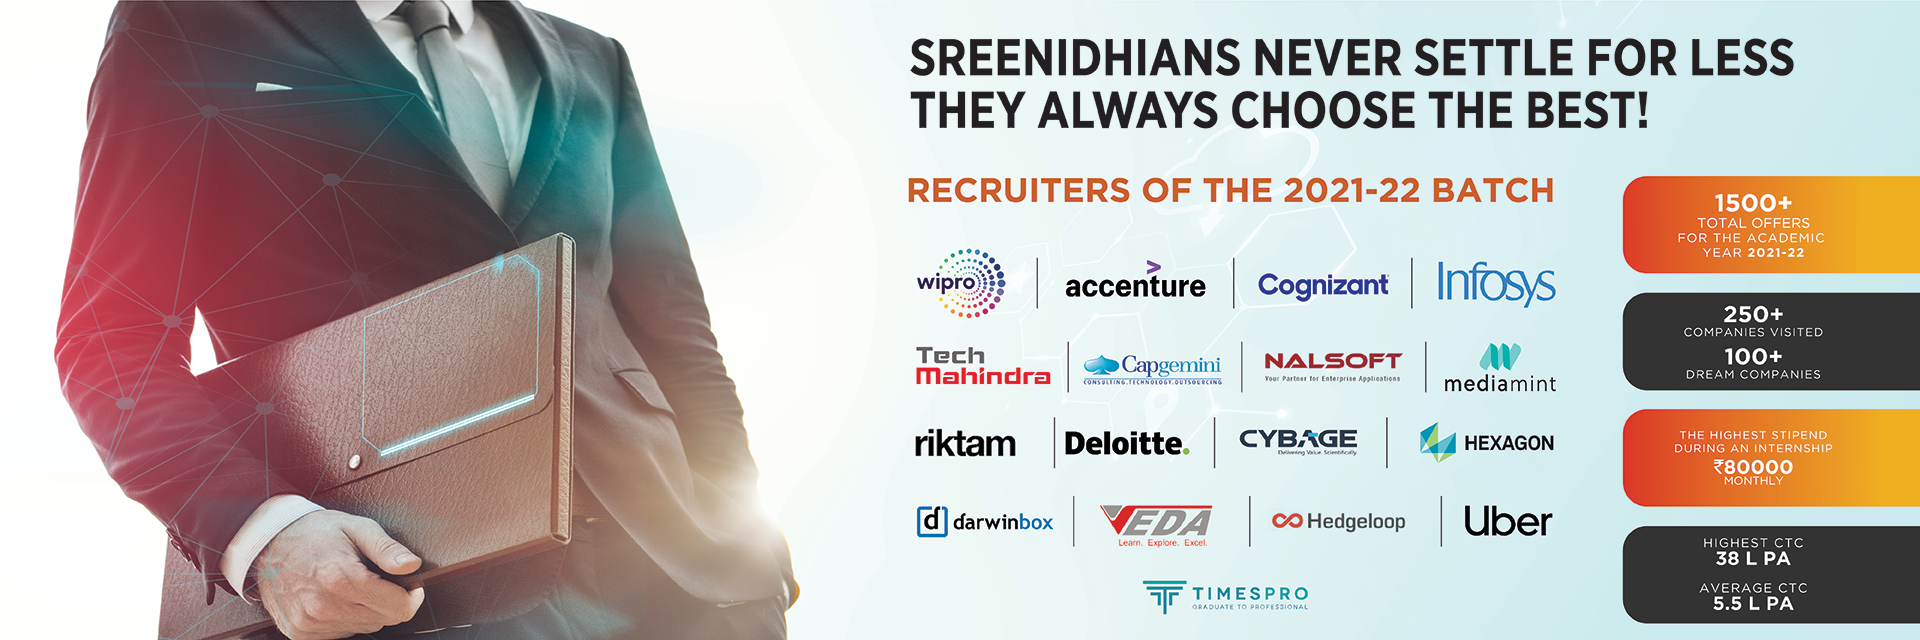 SREENIDHIANS NEVER SETTLE FOR LESS
THEY ALWAYS CHOOSE THE BEST!
RECRUITERS OF THE 2021-22 BATCH
wipro
accenture
Cognizant
Infosys
Tech
Mahindra
Capgemini
CONSULTING.TECHNOLOGY.OUTSOURCING
NALSOFT
Your Partner for Enterprise Applications
mediamint
riktam
Deloitte.
CYBAGE
Delivering Value. Scientifically.
HEXAGON
[d] darwinbox
VEDA
Learn. Explore. Excel.
Hedgeloop
Uber
TIMESPRO
GRADUATE TO PROFESSIONAL
1500+
TOTAL OFFERS
FOR THE ACADEMIC
YEAR 2021-22
250+
COMPANIES VISITED
100+
DREAM COMPANIES
THE HIGHEST STIPEND
DURING AN INTERNSHIP
₹80000
MONTHLY
HIGHEST CTC
38 L PA
AVERAGE CTC
5.5 L PA